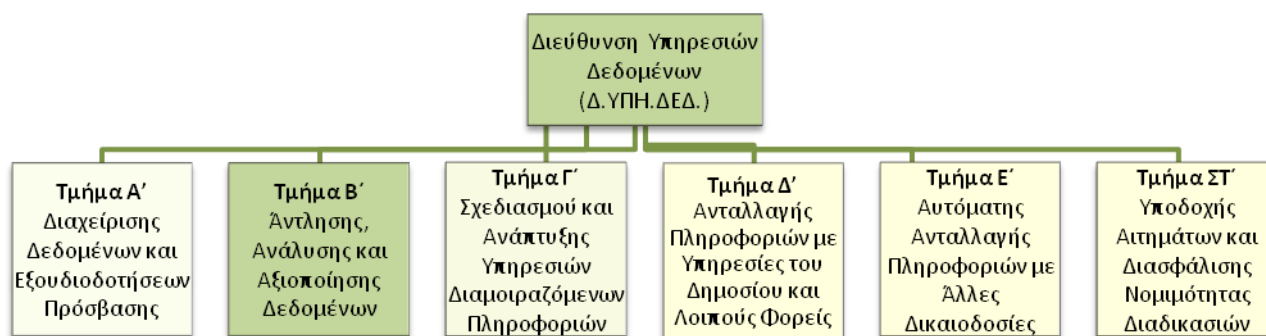 Διεύθυνση Υπηρεσιών
Δεδομένων
(Δ.ΥΠΗ.ΔΕΔ.)
Τμήμα Α’
Διαχείρισης
Δεδομένων και
Εξουδιοδοτήσεων
Πρόσβασης
Τμήμα Β΄
Άντλησης,
Ανάλυσης και
Αξιοποίησης
Δεδομένων
Τμήμα Γ΄
Σχεδιασμού και
Ανάπτυξης
Υπηρεσιών
Διαμοιραζόμενων
Πληροφοριών
Τμήμα Δ’
Ανταλλαγής
Πληροφοριών με
Υπηρεσίες του
Δημοσίου και
Λοιπούς Φορείς
Τμήμα Ε΄
Αυτόματης
Ανταλλαγής
Πληροφοριών με
Άλλες
Δικαιοδοσίες
Τμήμα ΣΤ΄
Υποδοχής
Αιτημάτων και
Διασφάλισης
Νομιμότητας
Διαδικασιών